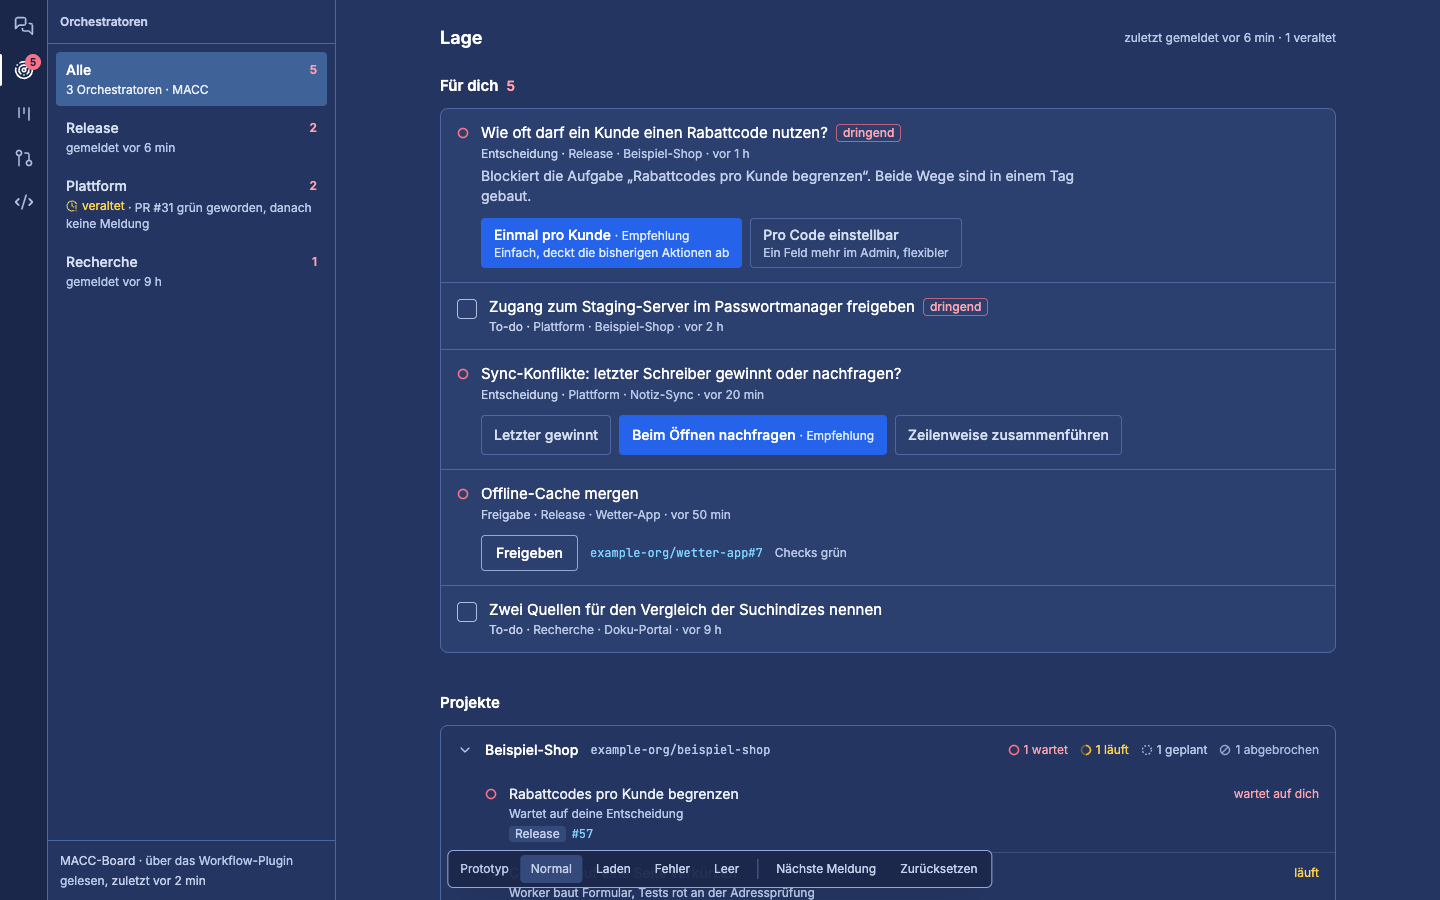 5
Orchestratoren
Alle 5
3 Orchestratoren · MACC
Release 2
gemeldet vor 6 min
Plattform 2
veraltet · PR #31 grün geworden, danach
keine Meldung
Recherche 1
gemeldet vor 9 h
MACC-Board · über das Workflow-Plugin
gelesen, zuletzt vor 2 min
Lage
zuletzt gemeldet vor 6 min · 1 veraltet
Für dich 5
Wie oft darf ein Kunde einen Rabattcode nutzen? dringend
Entscheidung · Release · Beispiel-Shop · vor 1 h
Blockiert die Aufgabe „Rabattcodes pro Kunde begrenzen“. Beide Wege sind in einem Tag
gebaut.
Einmal pro Kunde · Empfehlung
Einfach, deckt die bisherigen Aktionen ab
Pro Code einstellbar
Ein Feld mehr im Admin, flexibler
Zugang zum Staging-Server im Passwortmanager freigeben dringend
To-do · Plattform · Beispiel-Shop · vor 2 h
Sync-Konflikte: letzter Schreiber gewinnt oder nachfragen?
Entscheidung · Plattform · Notiz-Sync · vor 20 min
Letzter gewinnt
Beim Öffnen nachfragen · Empfehlung
Zeilenweise zusammenführen
Offline-Cache mergen
Freigabe · Release · Wetter-App · vor 50 min
Freigeben example-org/wetter-app#7 Checks grün
Zwei Quellen für den Vergleich der Suchindizes nennen
To-do · Recherche · Doku-Portal · vor 9 h
Projekte
Beispiel-Shop example-org/beispiel-shop 1 wartet 1 läuft 1 geplant 1 abgebrochen
Rabattcodes pro Kunde begrenzen wartet auf dich
Wartet auf deine Entscheidung
Release #57
Prototyp Normal Laden Fehler Leer Nächste Meldung Zurücksetzen
läuft
Worker baut Formular, Tests rot an der Adressprüfung